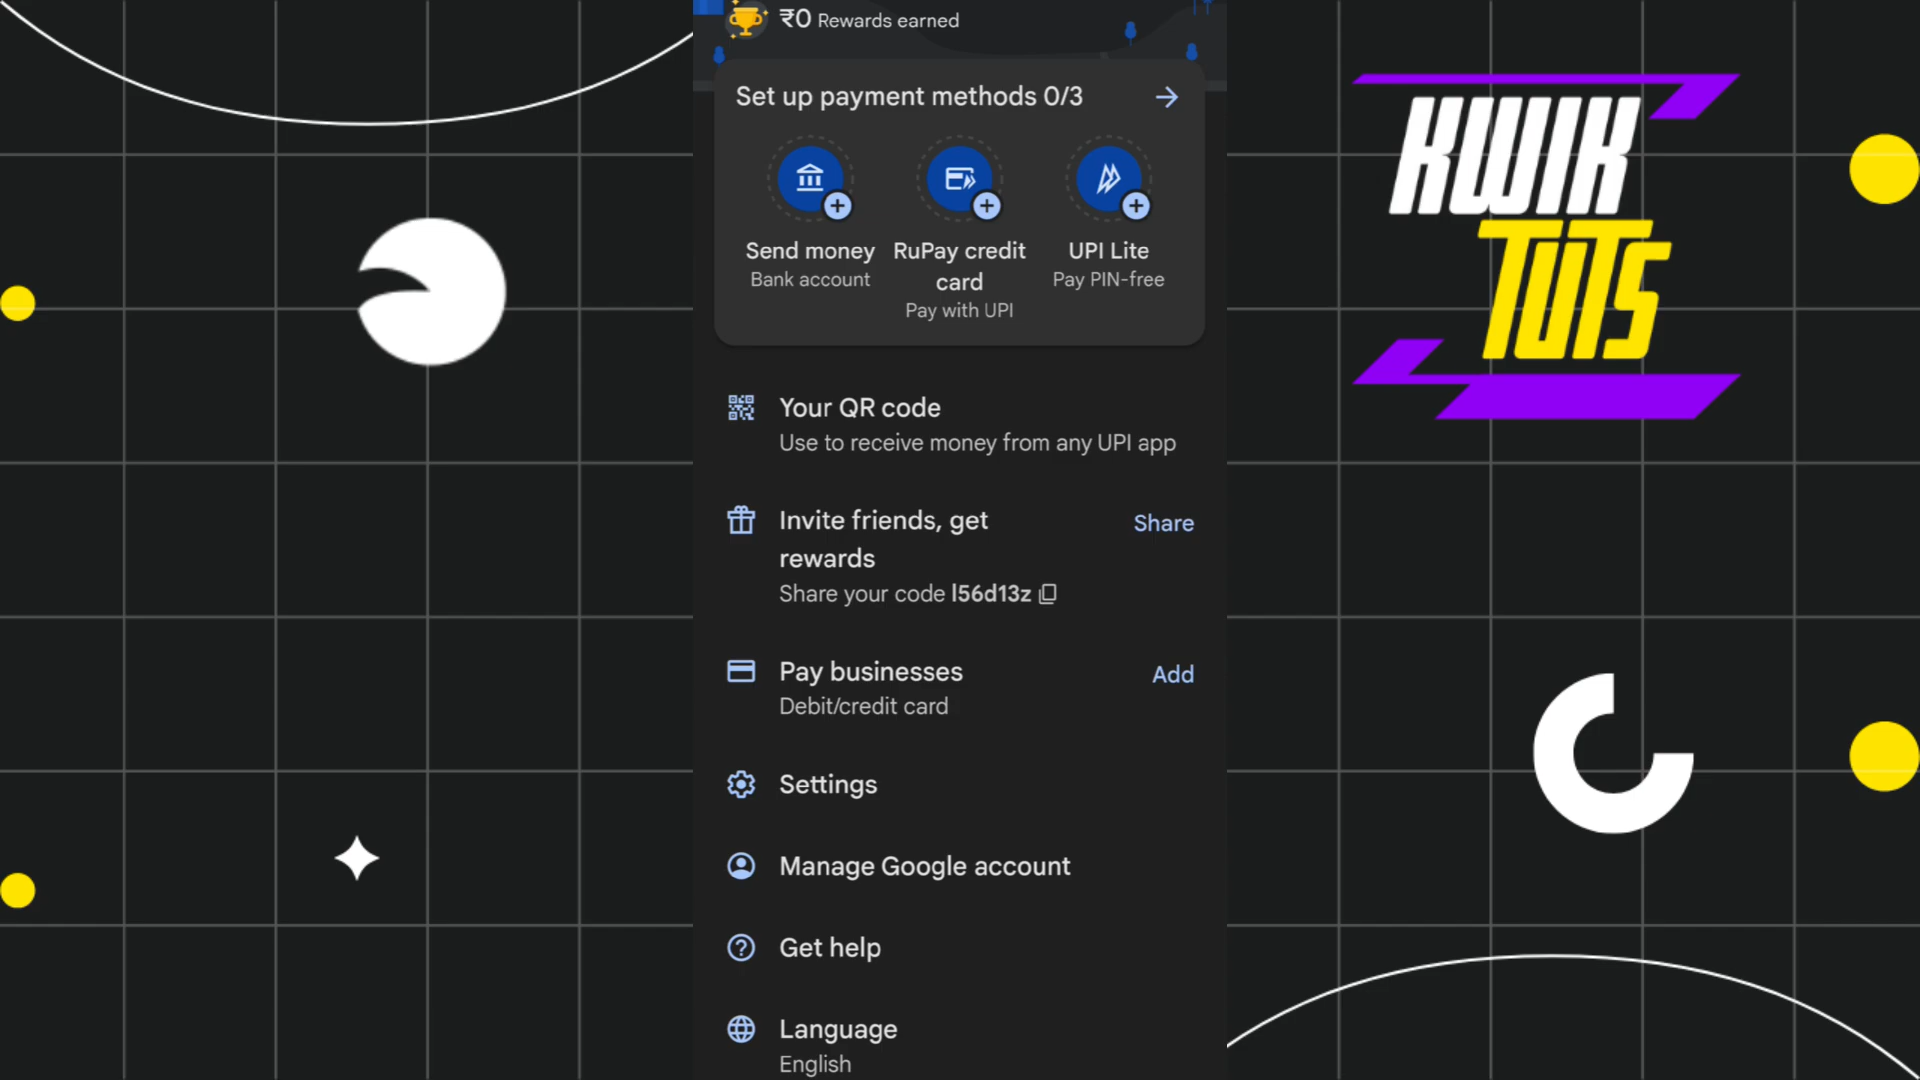 ₹0 Rewards earned
Set up payment methods 0/3
Send money
Bank account
RuPay credit
card
Pay with UPI
UPI Lite
Pay PIN-free
Your QR code
Use to receive money from any UPI app
Invite friends, get
rewards
Share
Share your code l56d13z
Pay businesses
Add
Debit/credit card
Settings
Manage Google account
Get help
Language
English
KWIK
TUTS